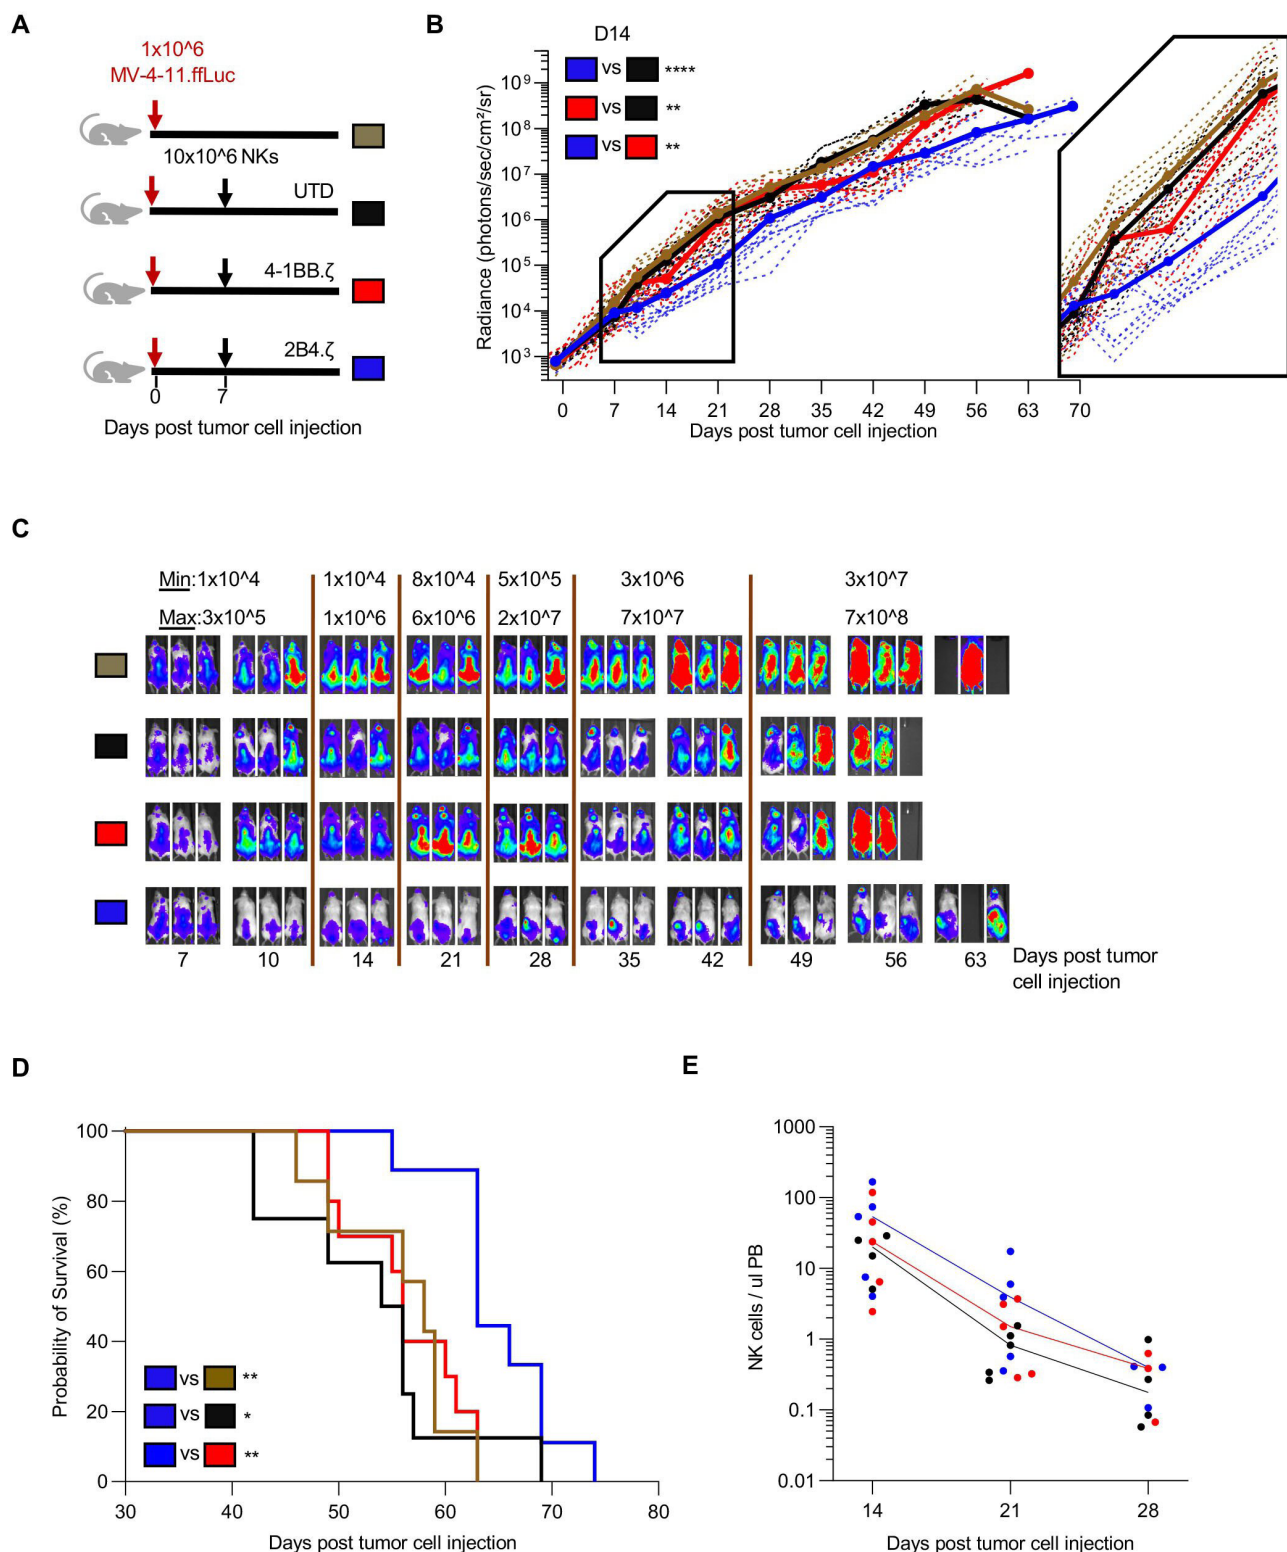 A
1x10^6
MV-4-11.ffLuc
10x10^6 NKs
UTD
4-1BB.ζ
2B4.ζ
0 7
Days post tumor cell injection
B
D14
vs ****
vs **
vs **
Radiance (photons/sec/cm²/sr)
10⁹
10⁸
10⁷
10⁶
10⁵
10⁴
10³
0 7 14 21 28 35 42 49 56 63 70
Days post tumor cell injection
C
Min:1x10^4 1x10^4 8x10^4 5x10^5 3x10^6 3x10^7
Max:3x10^5 1x10^6 6x10^6 2x10^7 7x10^7 7x10^8
7 10 14 21 28 35 42 49 56 63
Days post tumor
cell injection
D
Probability of Survival (%)
100
80
60
40
20
0
vs **
vs *
vs **
30 40 50 60 70 80
Days post tumor cell injection
E
NK cells / ul PB
1000
100
10
1
0.1
0.01
14 21 28
Days post tumor cell injection